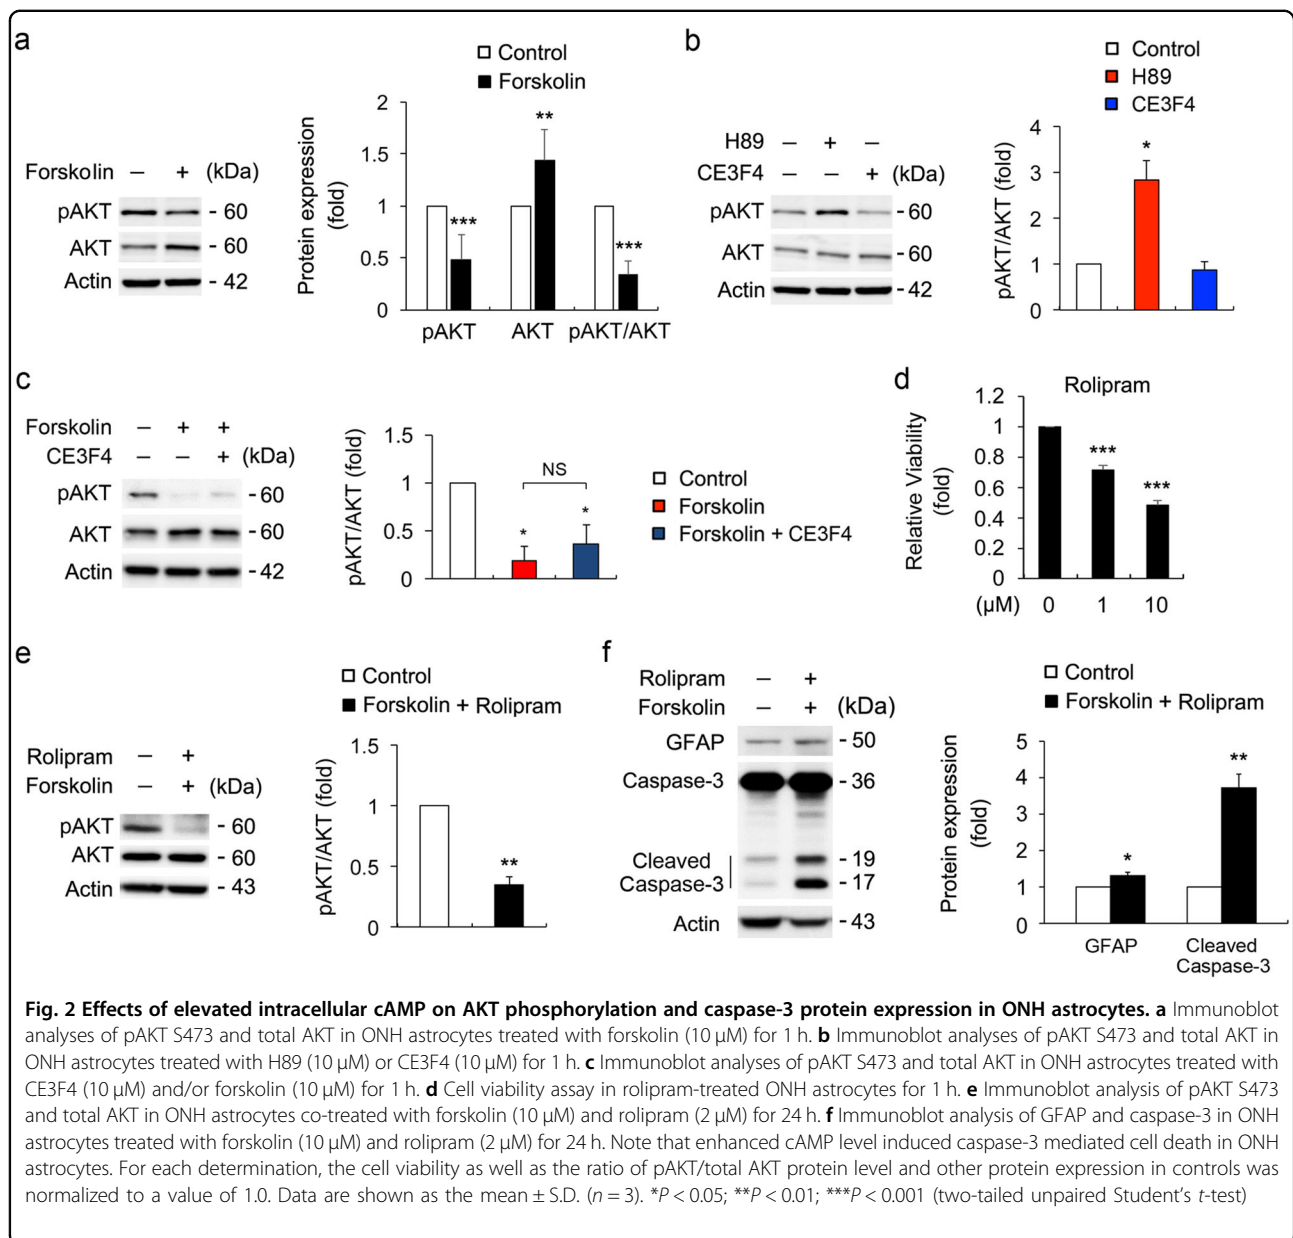 a
Control
Forskolin
Forskolin − + (kDa)
pAKT - 60
AKT - 60
Actin - 42
Protein expression
(fold)
2
1.5
1
0.5
0
***
**
***
pAKT AKT pAKT/AKT
b
Control
H89
CE3F4
H89 − + −
CE3F4 − − + (kDa)
pAKT - 60
AKT - 60
Actin - 42
pAKT/AKT (fold)
4
3
2
1
0
*
c
Forskolin − + +
CE3F4 − − + (kDa)
pAKT - 60
AKT - 60
Actin - 42
pAKT/AKT (fold)
1.5
1
0.5
0
NS
*
*
Control
Forskolin
Forskolin + CE3F4
d
Rolipram
Relative Viability
(fold)
1.2
1
0.8
0.6
0.4
0.2
0
***
***
(μM) 0 1 10
e
Control
Forskolin + Rolipram
Rolipram − +
Forskolin − + (kDa)
pAKT - 60
AKT - 60
Actin - 43
pAKT/AKT (fold)
1.5
1
0.5
0
**
f
Rolipram − +
Forskolin − + (kDa)
GFAP - 50
Caspase-3 - 36
Cleaved - 19
Caspase-3 - 17
Actin - 43
Control
Forskolin + Rolipram
Protein expression
(fold)
5
4
3
2
1
0
*
**
GFAP Cleaved
Caspase-3
Fig. 2 Effects of elevated intracellular cAMP on AKT phosphorylation and caspase-3 protein expression in ONH astrocytes. a Immunoblot
analyses of pAKT S473 and total AKT in ONH astrocytes treated with forskolin (10 μM) for 1 h. b Immunoblot analyses of pAKT S473 and total AKT in
ONH astrocytes treated with H89 (10 μM) or CE3F4 (10 μM) for 1 h. c Immunoblot analyses of pAKT S473 and total AKT in ONH astrocytes treated with
CE3F4 (10 μM) and/or forskolin (10 μM) for 1 h. d Cell viability assay in rolipram-treated ONH astrocytes for 1 h. e Immunoblot analysis of pAKT S473
and total AKT in ONH astrocytes co-treated with forskolin (10 μM) and rolipram (2 μM) for 24 h. f Immunoblot analysis of GFAP and caspase-3 in ONH
astrocytes treated with forskolin (10 μM) and rolipram (2 μM) for 24 h. Note that enhanced cAMP level induced caspase-3 mediated cell death in ONH
astrocytes. For each determination, the cell viability as well as the ratio of pAKT/total AKT protein level and other protein expression in controls was
normalized to a value of 1.0. Data are shown as the mean ± S.D. (n = 3). *P < 0.05; **P < 0.01; ***P < 0.001 (two-tailed unpaired Student's t-test)